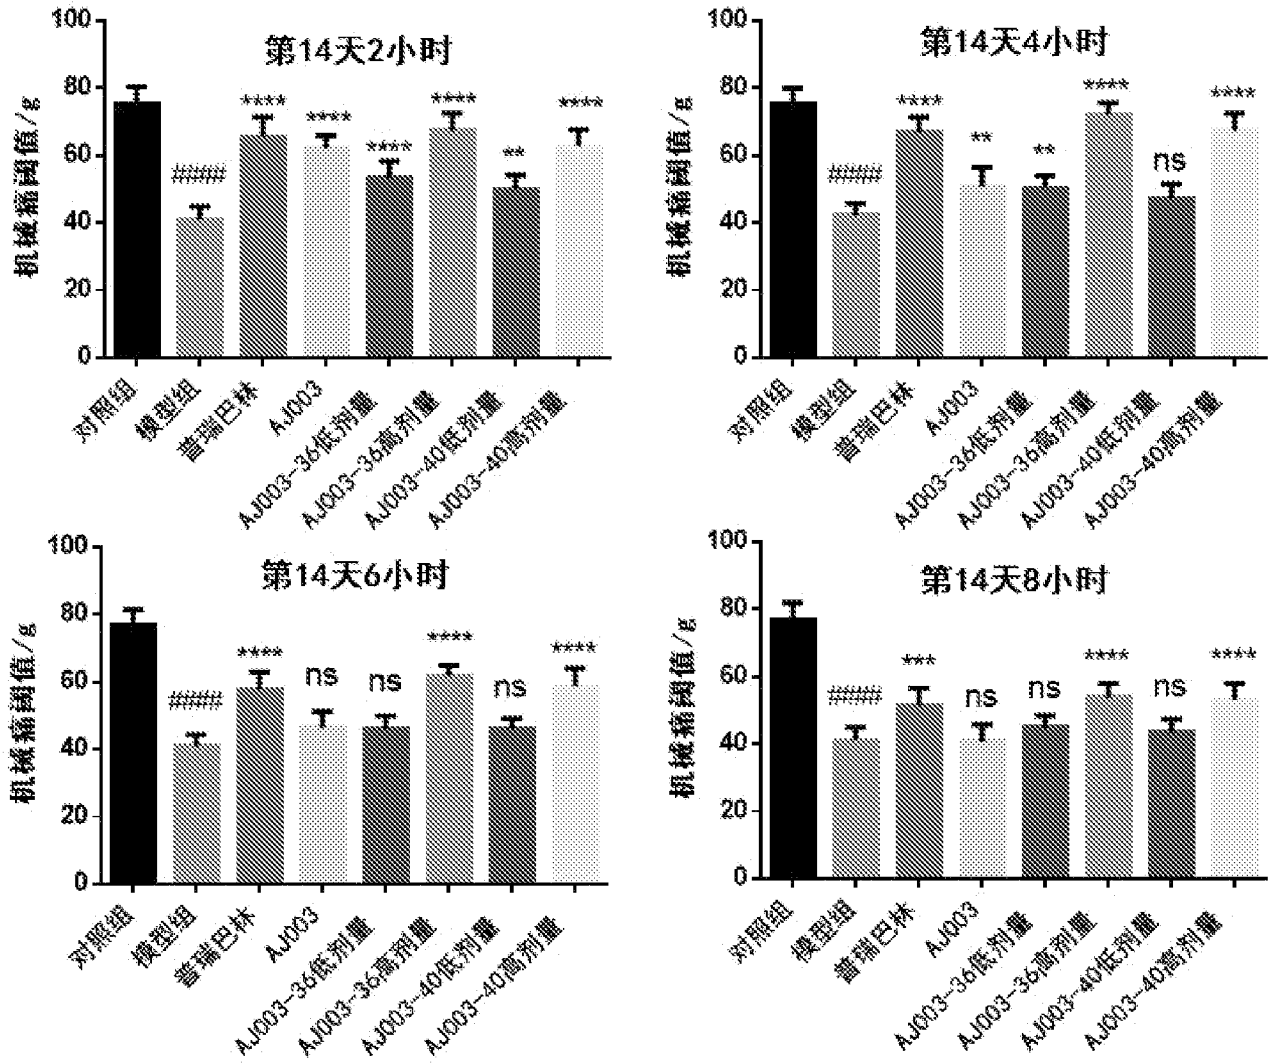 第14天2小时
机械痛阈值/g
100
80
60
40
20
0
####
****
****
****
****
**
****
对照组
模型组
普瑞巴林
AJ003
AJ003-36低剂量
AJ003-36高剂量
AJ003-40低剂量
AJ003-40高剂量
第14天4小时
机械痛阈值/g
100
80
60
40
20
0
####
****
**
**
****
ns
****
对照组
模型组
普瑞巴林
AJ003
AJ003-36低剂量
AJ003-36高剂量
AJ003-40低剂量
AJ003-40高剂量
第14天6小时
机械痛阈值/g
100
80
60
40
20
0
####
****
ns
ns
****
ns
****
对照组
模型组
普瑞巴林
AJ003
AJ003-36低剂量
AJ003-36高剂量
AJ003-40低剂量
AJ003-40高剂量
第14天8小时
机械痛阈值/g
100
80
60
40
20
0
####
***
ns
ns
****
ns
****
对照组
模型组
普瑞巴林
AJ003
AJ003-36低剂量
AJ003-36高剂量
AJ003-40低剂量
AJ003-40高剂量